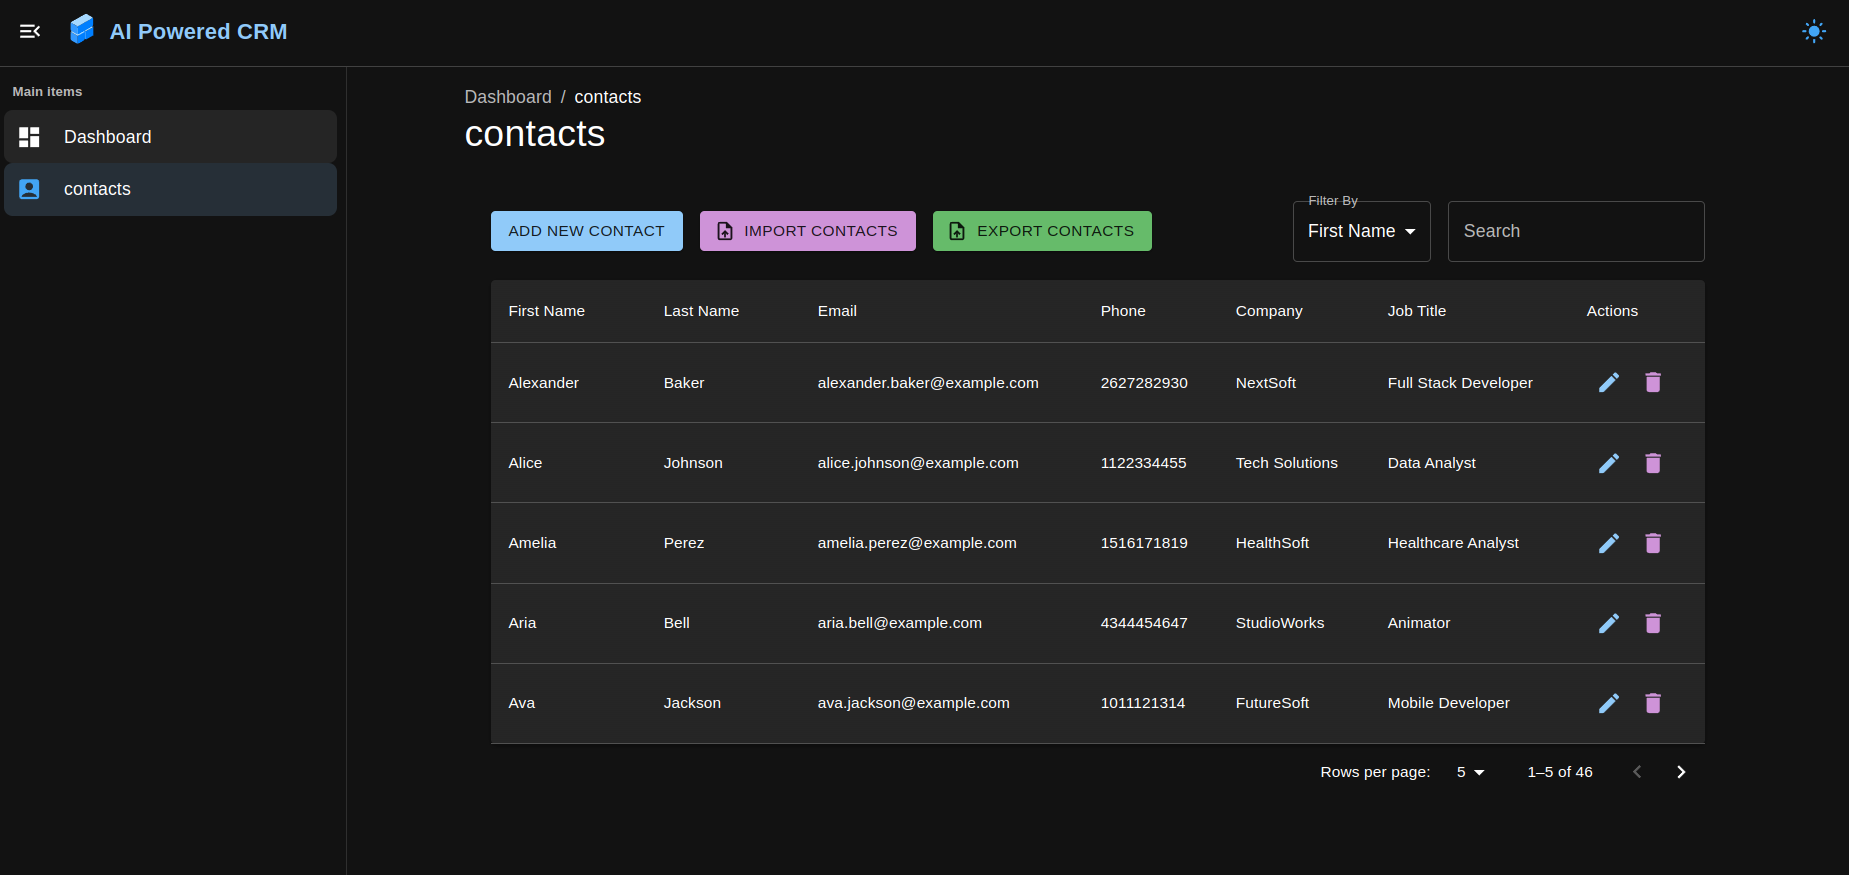 AI Powered CRM
Main items
Dashboard
contacts
Dashboard / contacts
contacts
ADD NEW CONTACT IMPORT CONTACTS EXPORT CONTACTS Filter By First Name Search
First Name Last Name Email Phone Company Job Title Actions
Alexander Baker alexander.baker@example.com 2627282930 NextSoft Full Stack Developer
Alice Johnson alice.johnson@example.com 1122334455 Tech Solutions Data Analyst
Amelia Perez amelia.perez@example.com 1516171819 HealthSoft Healthcare Analyst
Aria Bell aria.bell@example.com 4344454647 StudioWorks Animator
Ava Jackson ava.jackson@example.com 1011121314 FutureSoft Mobile Developer
Rows per page: 5 1–5 of 46